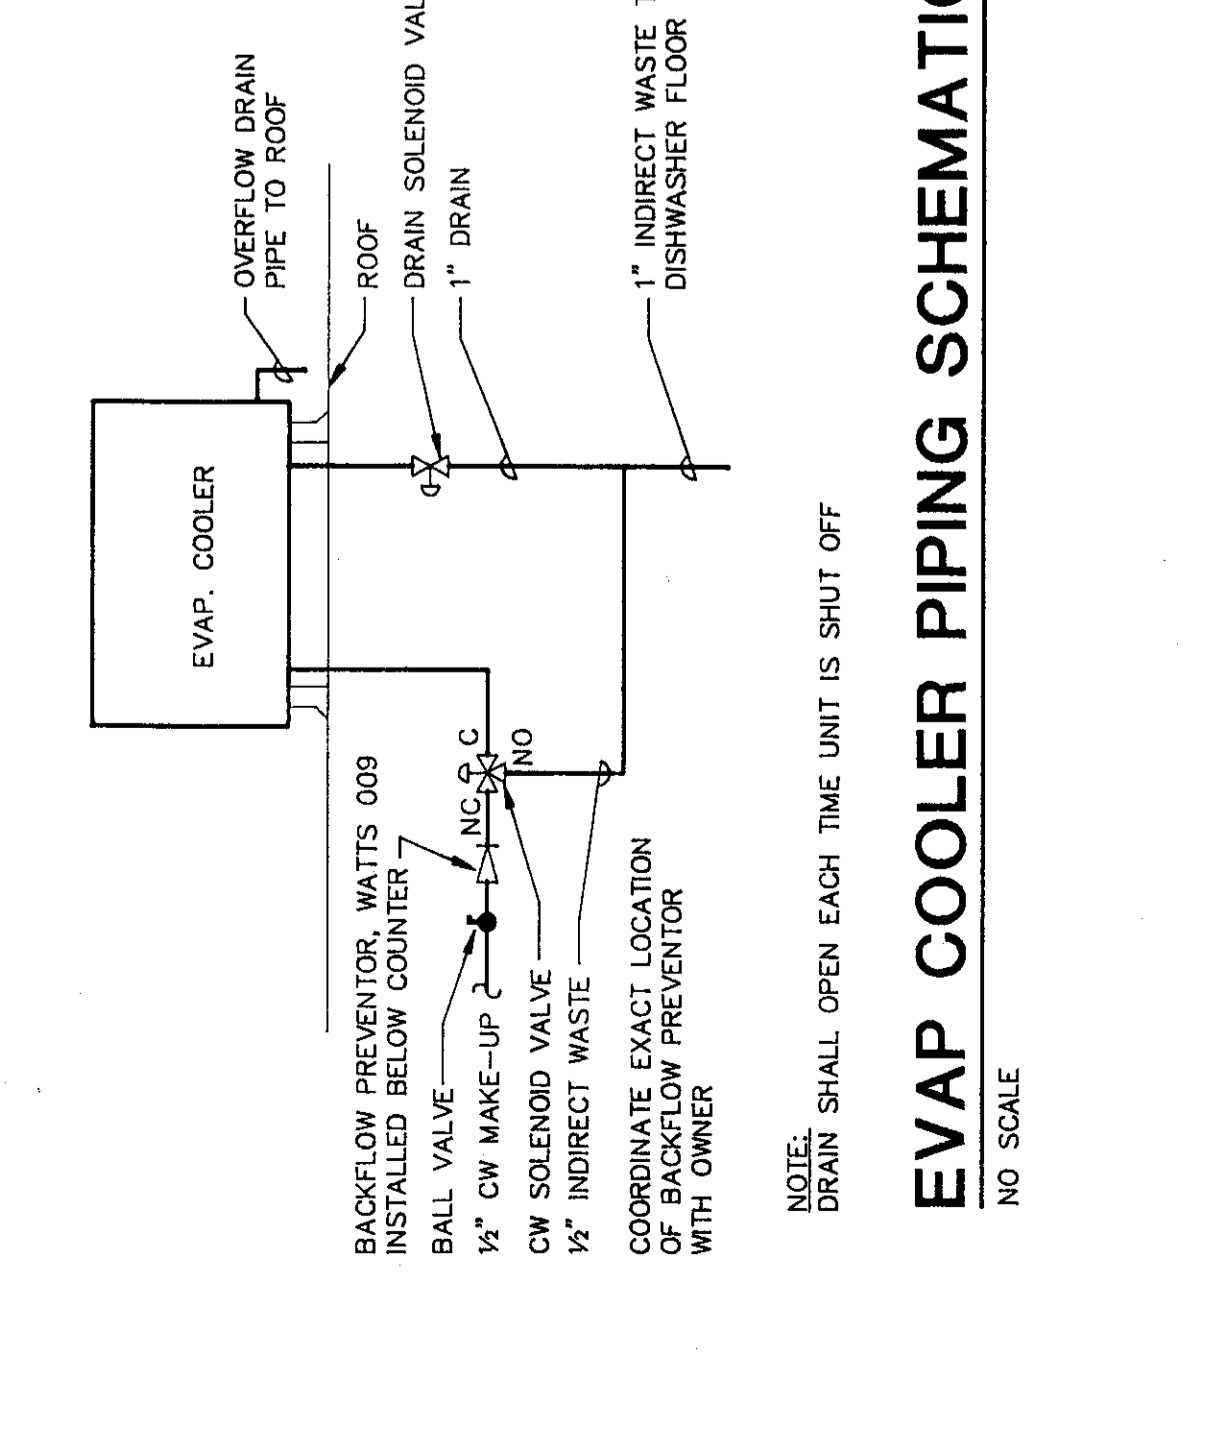 OVERFLOW DRAIN
PIPE TO ROOF
EVAP. COOLER
ROOF
DRAIN SOLENOID
1" DRAIN
1" INDIRECT WASTE
DISHWASHER FLOOR
BACKFLOW PREVENTOR, WATTS 009
INSTALLED BELOW COUNTER
BALL VALVE
½" CW MAKE-UP
NC
C
NO
CW SOLENOID VALVE
½" INDIRECT WASTE
COORDINATE EXACT LOCATION
OF BACKFLOW PREVENTOR
WITH OWNER
NOTE:
DRAIN SHALL OPEN EACH TIME UNIT IS SHUT OFF
EVAP COOLER PIPING SCHEMATIC
NO SCALE